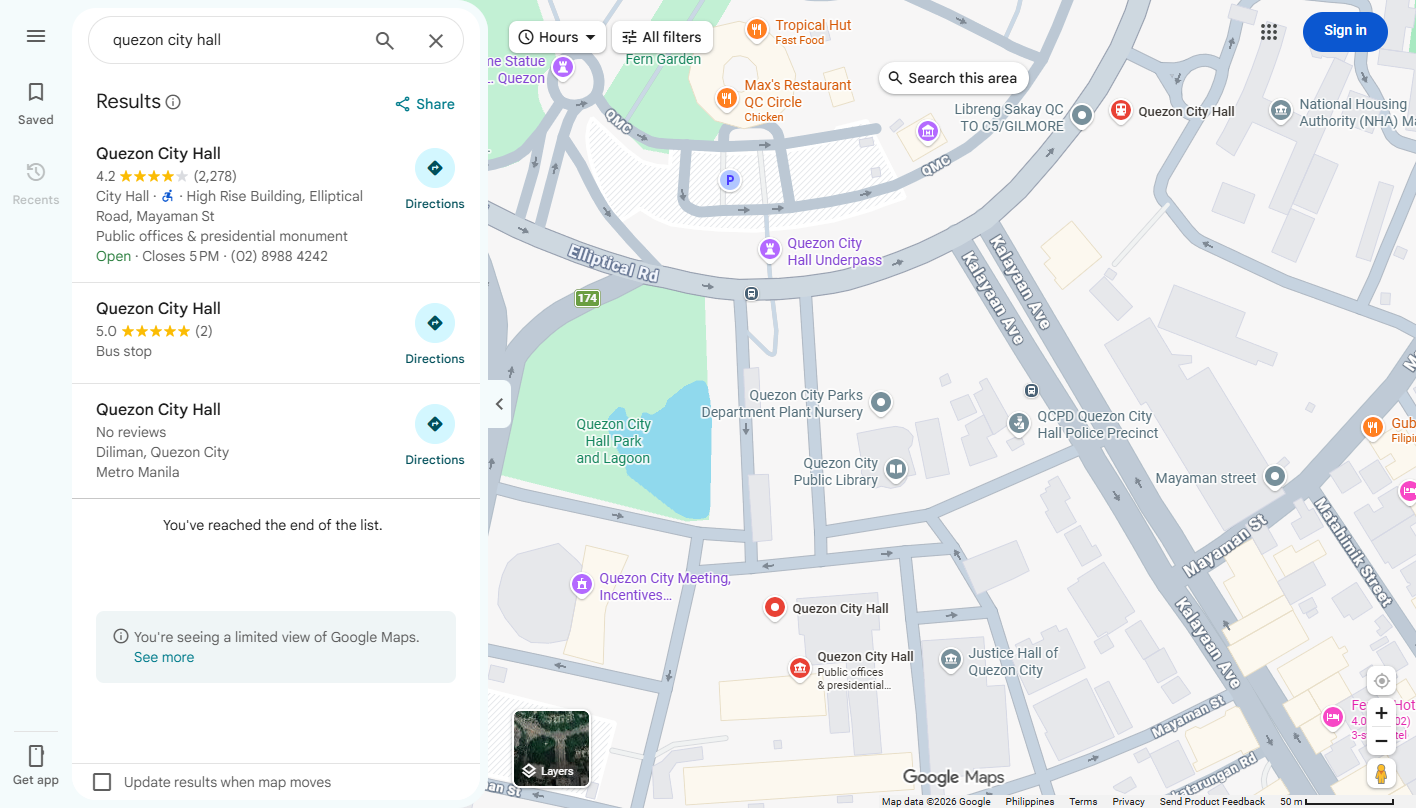 Saved
Recents
Get app
quezon city hall
Results
Share
Quezon City Hall
4.2 (2,278)
City Hall · · High Rise Building, Elliptical
Road, Mayaman St
Public offices & presidential monument
Open · Closes 5 PM · (02) 8988 4242
Directions
Quezon City Hall
5.0 (2)
Bus stop
Directions
Quezon City Hall
No reviews
Diliman, Quezon City
Metro Manila
Directions
You've reached the end of the list.
You're seeing a limited view of Google Maps.
See more
Update results when map moves
Hours
All filters
Search this area
Sign in
Tropical Hut
Fast Food
Statue
Quezon
Fern Garden
Max's Restaurant
QC Circle
Chicken
QMC
Libreng Sakay QC
TO C5/GILMORE
Quezon City Hall
National Housing
Authority (NHA)
P
QMC
Quezon City
Hall Underpass
Elliptical Rd
174
Kalayaan Ave
Kalayaan Ave
Quezon City Parks
Department Plant Nursery
Quezon City
Hall Park
and Lagoon
QCPD Quezon City
Hall Police Precinct
Quezon City
Public Library
Mayaman street
Mayaman St
Matahimik Street
Quezon City Meeting,
Incentives...
Quezon City Hall
Quezon City Hall
Public offices
& presidential...
Justice Hall of
Quezon City
Kalayaan Ave
Mayaman St
Layers
Google Maps
Map data ©2026 Google
Philippines
Terms
Privacy
Send Product Feedback
50 m